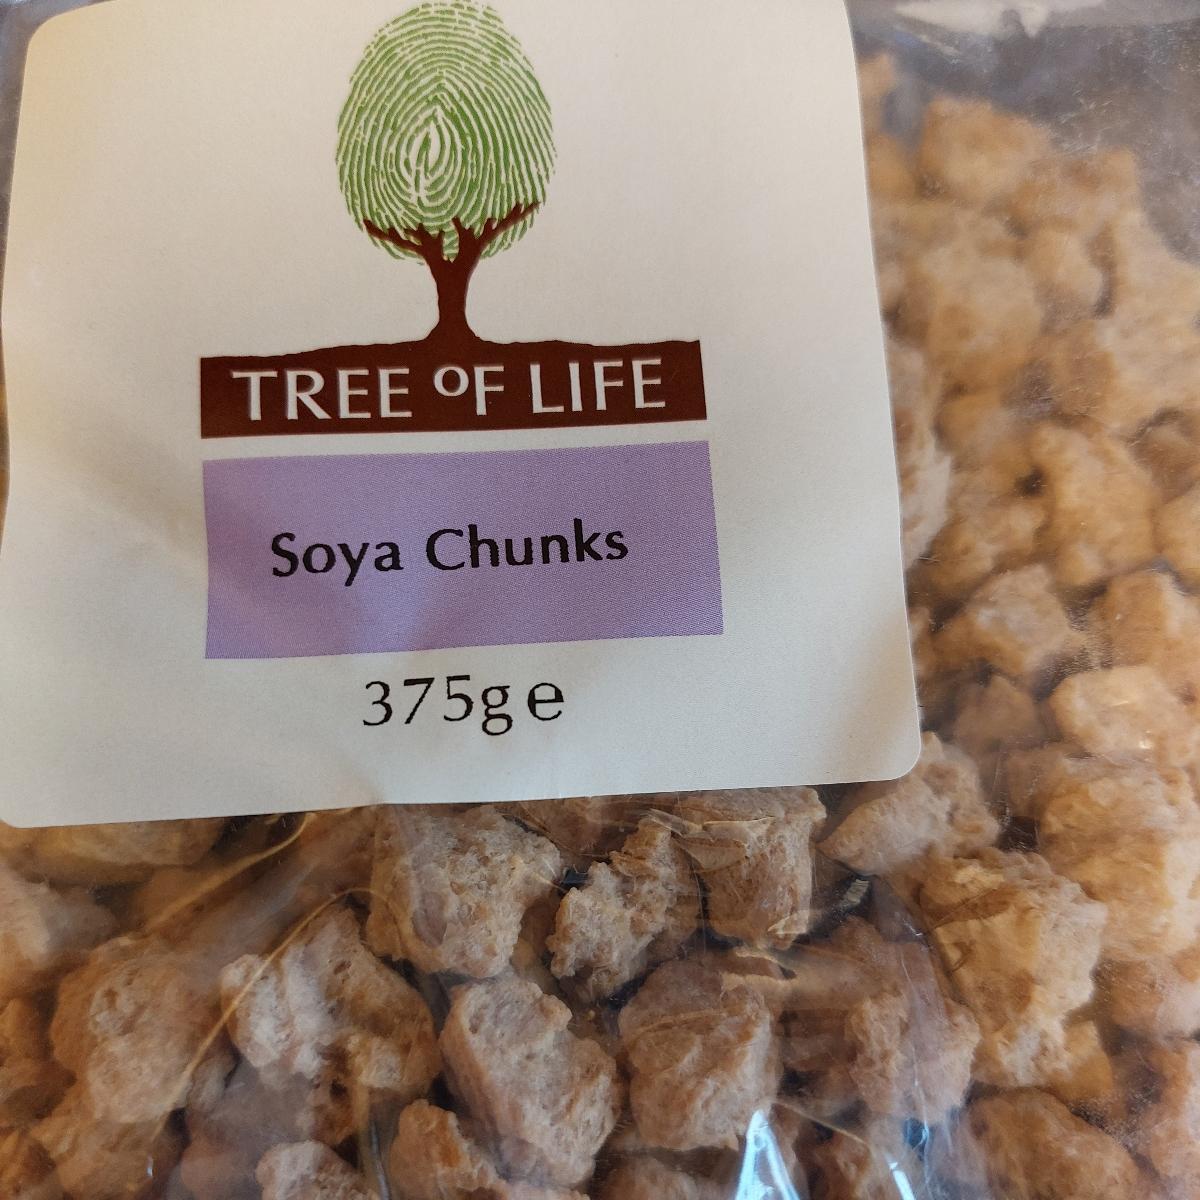 TREE OF LIFE
Soya Chunks
375g e